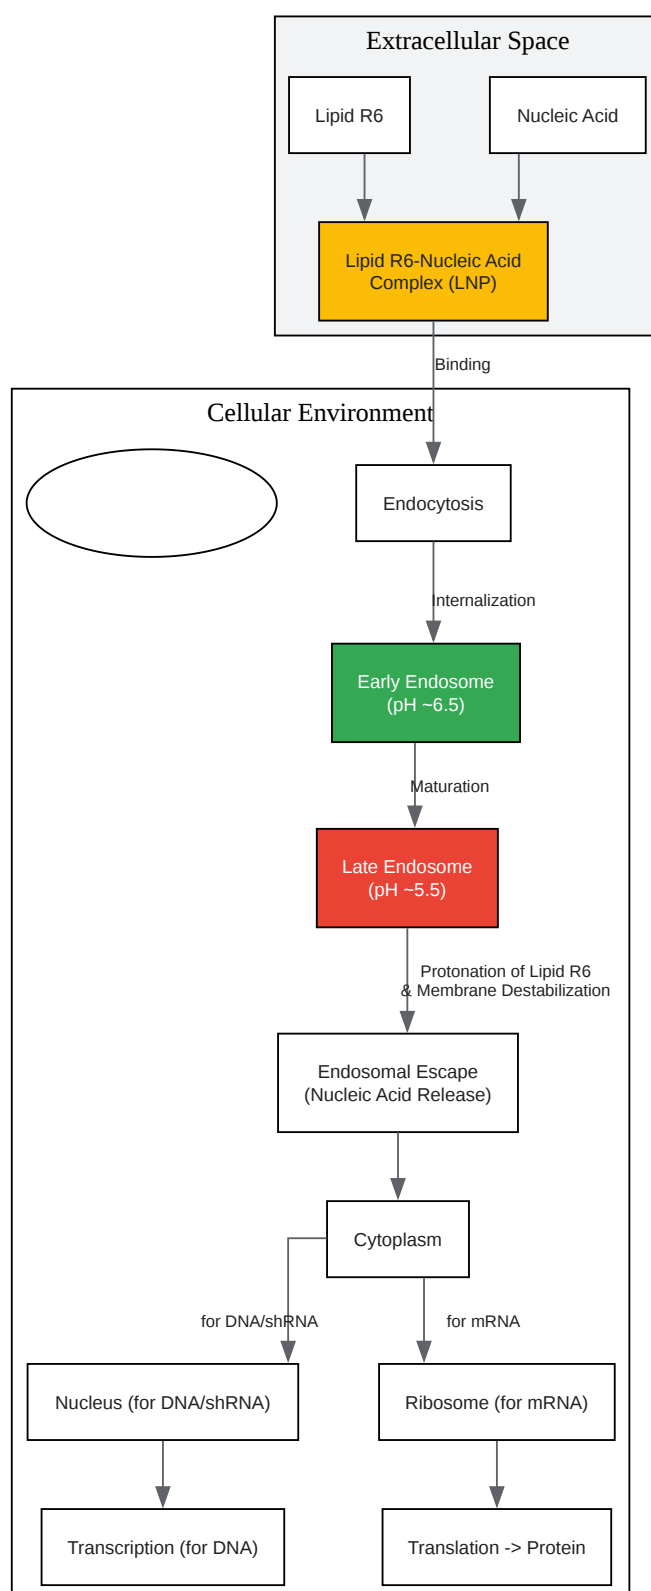 Extracellular Space
Lipid R6
Nucleic Acid
Lipid R6-Nucleic Acid
Complex (LNP)
Binding
Cellular Environment
Endocytosis
Internalization
Early Endosome
(pH ~6.5)
Maturation
Late Endosome
(pH ~5.5)
Protonation of Lipid R6
& Membrane Destabilization
Endosomal Escape
(Nucleic Acid Release)
Cytoplasm
for DNA/shRNA
for mRNA
Nucleus (for DNA/shRNA)
Ribosome (for mRNA)
Transcription (for DNA)
Translation -> Protein